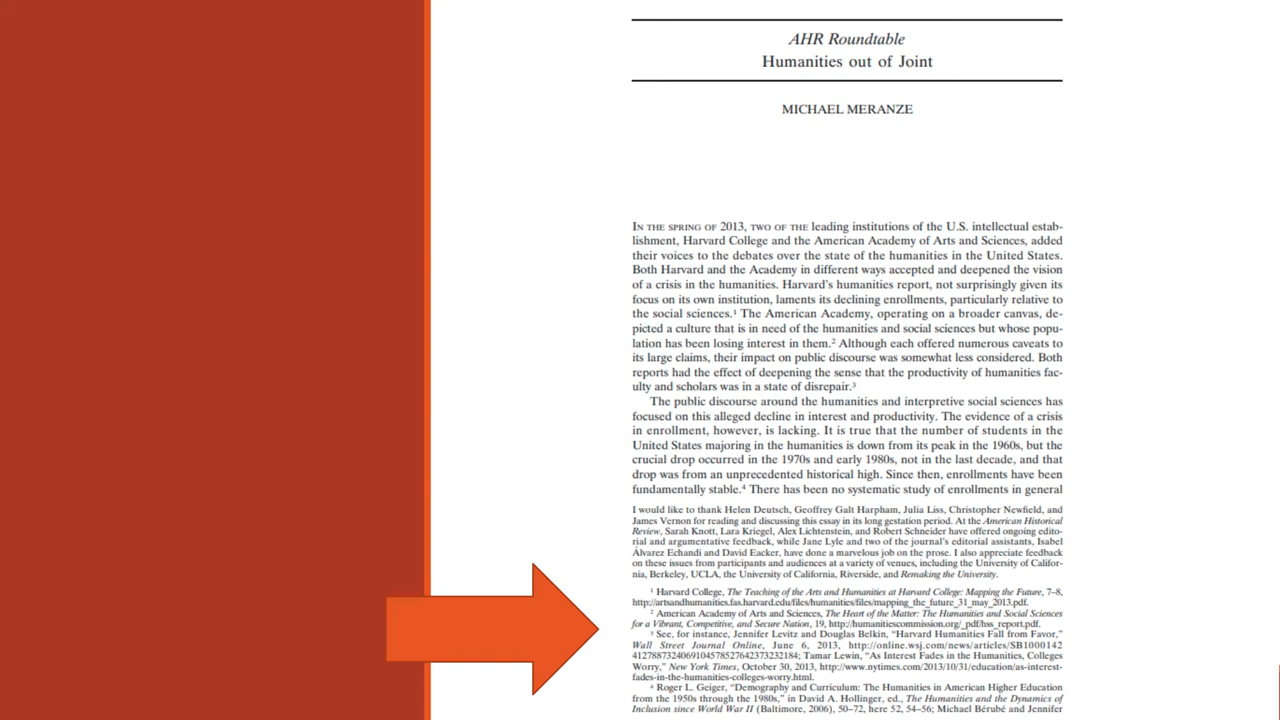 AHR Roundtable
Humanities out of Joint
MICHAEL MERANZE
IN THE SPRING OF 2013, TWO OF THE leading institutions of the U.S. intellectual estab-
lishment, Harvard College and the American Academy of Arts and Sciences, added
their voices to the debates over the state of the humanities in the United States.
Both Harvard and the Academy in different ways accepted and deepened the vision
of a crisis in the humanities. Harvard's humanities report, not surprisingly given its
focus on its own institution, laments its declining enrollments, particularly relative to
the social sciences.¹ The American Academy, operating on a broader canvas, de-
picted a culture that is in need of the humanities and social sciences but whose popu-
lation has been losing interest in them.² Although each offered numerous caveats to
its large claims, their impact on public discourse was somewhat less considered. Both
reports had the effect of deepening the sense that the productivity of humanities fac-
ulty and scholars was in a state of disrepair.³
The public discourse around the humanities and interpretive social sciences has
focused on this alleged decline in interest and productivity. The evidence of a crisis
in enrollment, however, is lacking. It is true that the number of students in the
United States majoring in the humanities is down from its peak in the 1960s, but the
crucial drop occurred in the 1970s and early 1980s, not in the last decade, and that
drop was from an unprecedented historical high. Since then, enrollments have been
fundamentally stable.⁴ There has been no systematic study of enrollments in general
I would like to thank Helen Deutsch, Geoffrey Galt Harpham, Julia Liss, Christopher Newfield, and
James Vernon for reading and discussing this essay in its long gestation period. At the American Historical
Review, Sarah Knott, Lara Kriegel, Alex Lichtenstein, and Robert Schneider have offered ongoing edito-
rial and argumentative feedback, while Jane Lyle and two of the journal's editorial assistants, Isabel
Álvarez Echandi and David Eacker, have done a marvelous job on the prose. I also appreciate feedback
on these issues from participants and audiences at a variety of venues, including the University of Califor-
nia, Berkeley, UCLA, the University of California, Riverside, and Remaking the University.
¹ Harvard College, The Teaching of the Arts and Humanities at Harvard College: Mapping the Future, 7–8,
http://artsandhumanities.fas.harvard.edu/files/humanities/files/mapping_the_future_31_may_2013.pdf.
² American Academy of Arts and Sciences, The Heart of the Matter: The Humanities and Social Sciences
for a Vibrant, Competitive, and Secure Nation, 19, http://humanitiescommission.org/_pdf/hss_report.pdf.
³ See, for instance, Jennifer Levitz and Douglas Belkin, "Harvard Humanities Fall from Favor,"
Wall Street Journal Online, June 6, 2013, http://online.wsj.com/news/articles/SB1000142
4127887324069104578527642373232184; Tamar Lewin, "As Interest Fades in the Humanities, Colleges
Worry," New York Times, October 30, 2013, http://www.nytimes.com/2013/10/31/education/as-interest-
fades-in-the-humanities-colleges-worry.html.
⁴ Roger L. Geiger, "Demography and Curriculum: The Humanities in American Higher Education
from the 1950s through the 1980s," in David A. Hollinger, ed., The Humanities and the Dynamics of
Inclusion since World War II (Baltimore, 2006), 50–72, here 52, 54–56; Michael Bérubé and Jennifer